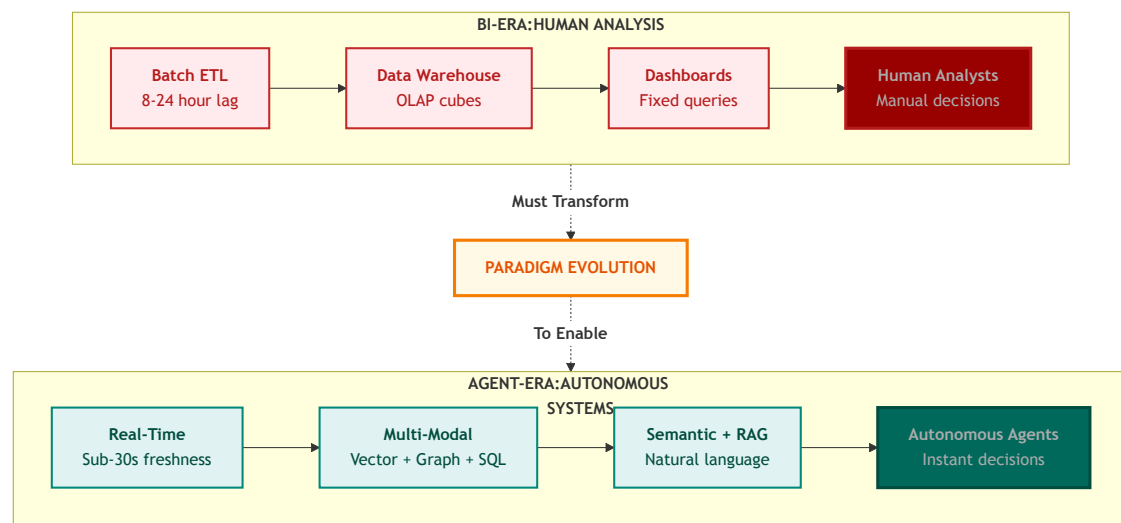 BI-ERA:HUMAN ANALYSIS
Batch ETL
8-24 hour lag
Data Warehouse
OLAP cubes
Dashboards
Fixed queries
Human Analysts
Manual decisions
Must Transform
PARADIGM EVOLUTION
To Enable
AGENT-ERA:AUTONOMOUS
SYSTEMS
Real-Time
Sub-30s freshness
Multi-Modal
Vector + Graph + SQL
Semantic + RAG
Natural language
Autonomous Agents
Instant decisions